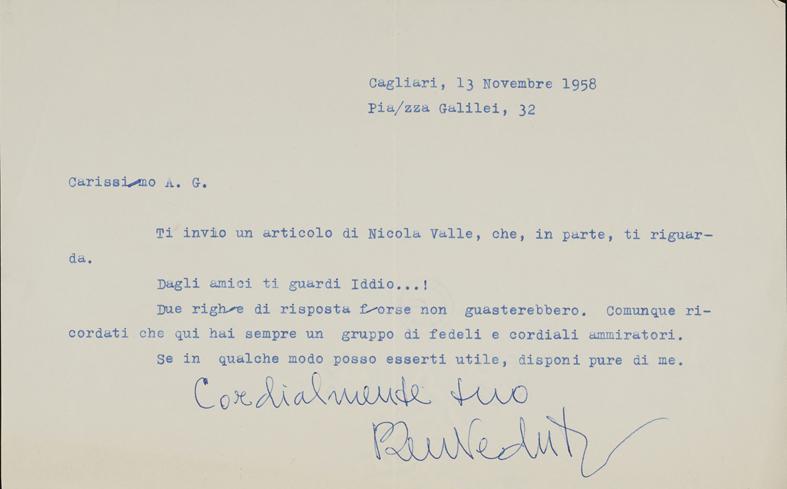 Cagliari, 13 Novembre 1958
Pia/zza Galilei, 32
Carissimo A. G.
Ti invio un articolo di Nicola Valle, che, in parte, ti riguar-
da.
Dagli amici ti guardi Iddio...!
Due righe di risposta forse non guasterebbero. Comunque ri-
cordati che qui hai sempre un gruppo di fedeli e cordiali ammiratori.
Se in qualche modo posso esserti utile, disponi pure di me.
Cordialmente tuo